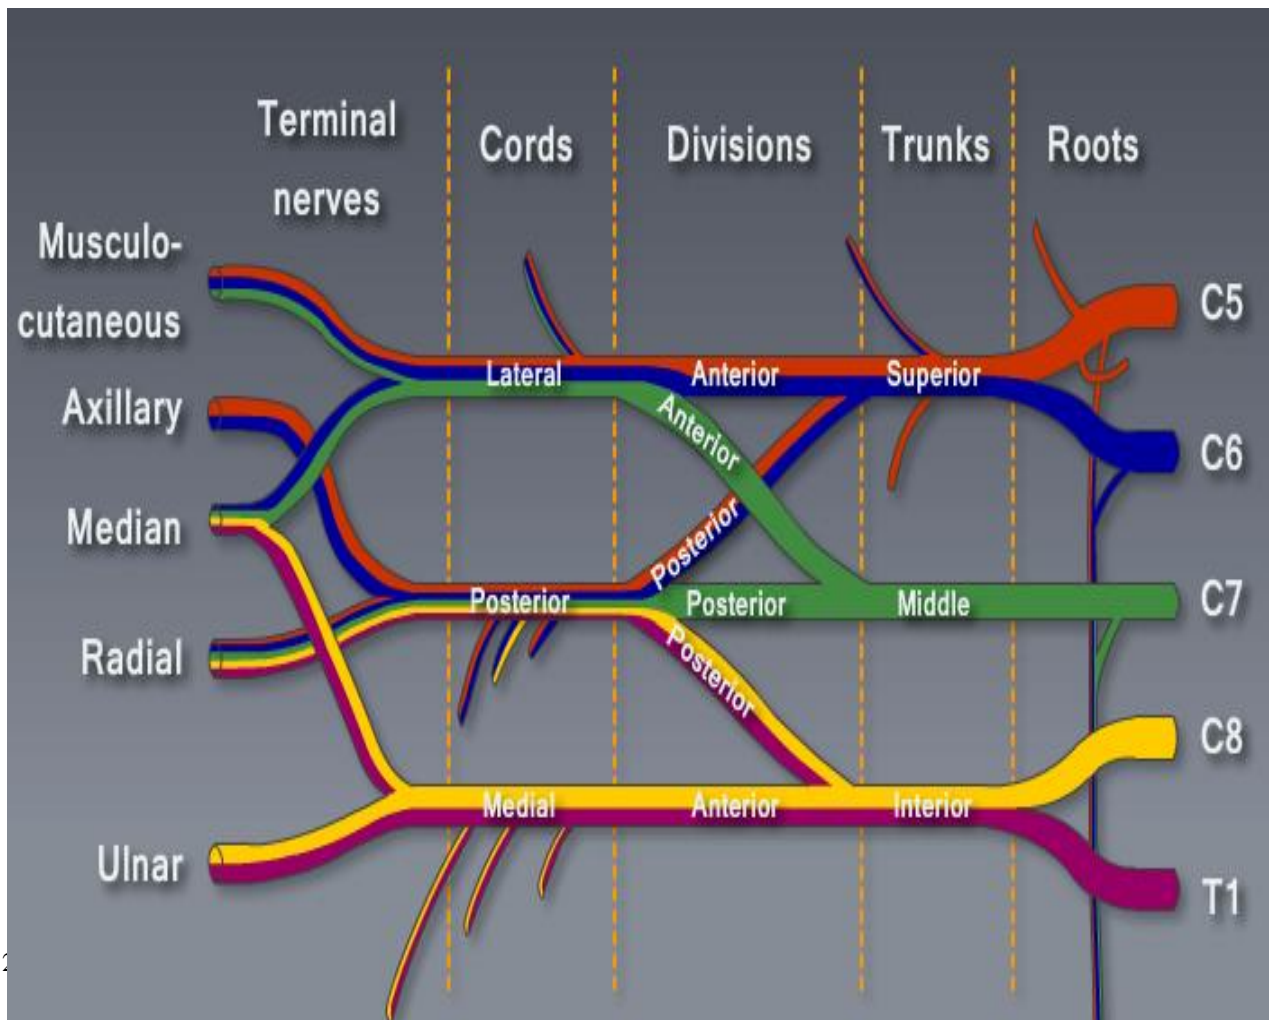 Terminal
nerves
Cords
Divisions
Trunks
Roots
Musculo-
cutaneous
Axillary
Median
Radial
Ulnar
Lateral
Anterior
Superior
Anterior
Posterior
Posterior
Posterior
Middle
Posterior
Medial
Anterior
Interior
C5
C6
C7
C8
T1